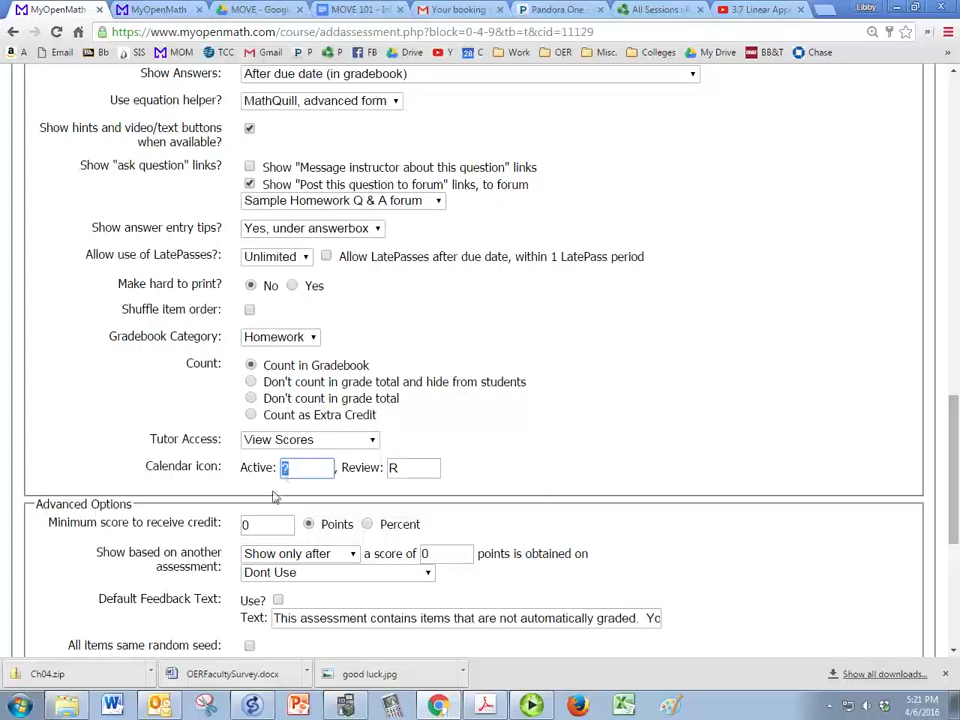 MyOpenMath
MyOpenMath
MOVE - Goog
MOVE 101 - In
Your booking
Pandora One -
All Sessions : R
3.7 Linear App
Libby
https://www.myopenmath.com/course/addassessment.php?block=0-4-9&tb=t&cid=11129
Email
Bb
SIS
MOM
TCC
Gmail
P
C
FB
Drive
Y
C
Work
OER
Misc.
Colleges
My Drive
BB&T
Chase
Show Answers: After due date (in gradebook)
Use equation helper? MathQuill, advanced form
Show hints and video/text buttons
when available?
Show "ask question" links? Show "Message instructor about this question" links
Show "Post this question to forum" links, to forum
Sample Homework Q & A forum
Show answer entry tips? Yes, under answerbox
Allow use of LatePasses?: Unlimited Allow LatePasses after due date, within 1 LatePass period
Make hard to print? No Yes
Shuffle item order:
Gradebook Category: Homework
Count: Count in Gradebook
Don't count in grade total and hide from students
Don't count in grade total
Count as Extra Credit
Tutor Access: View Scores
Calendar icon: Active: ? , Review: R
Advanced Options
Minimum score to receive credit: 0 Points Percent
Show based on another
assessment:
Show only after a score of 0 points is obtained on
Dont Use
Default Feedback Text: Use?
Text: This assessment contains items that are not automatically graded. Yo
All items same random seed:
Ch04.zip
OERFacultySurvey.docx
good luck.jpg
Show all downloads...
5:21 PM
4/6/2016